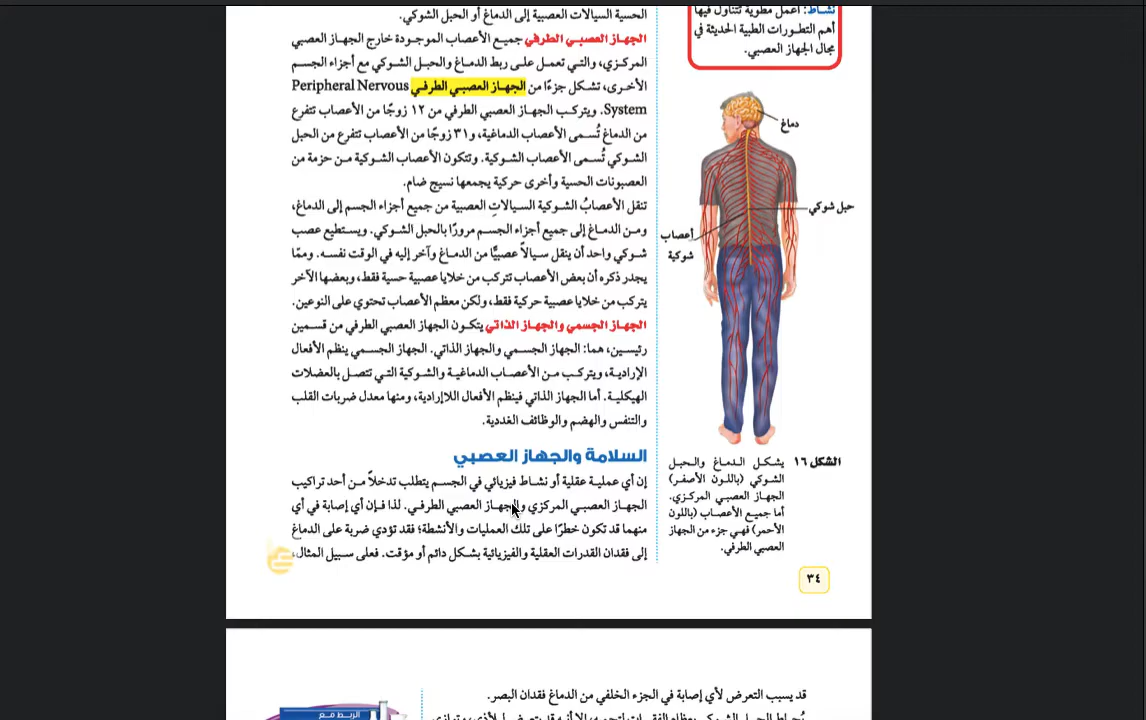 الحسية السيالات العصبية إلى الدماغ أو الحبل الشوكي.
الجهاز العصبي الطرفي جميع الأعصاب الموجودة خارج الجهاز العصبي
المركزي، والتي تعمل على ربط الدماغ والحبل الشوكي مع أجزاء الجسم
الأخرى، تشكل جزءًا من الجهاز العصبي الطرفي Peripheral Nervous
System. ويتركب الجهاز العصبي الطرفي من ١٢ زوجًا من الأعصاب تتفرع
من الدماغ تُسمى الأعصاب الدماغية، و٣١ زوجًا من الأعصاب تتفرع من الحبل
الشوكي تُسمى الأعصاب الشوكية. وتتكون الأعصاب الشوكية من حزمة من
العصبونات الحسية وأخرى حركية يجمعها نسيج ضام.
تنقل الأعصابُ الشوكية السيالاتِ العصبية من جميع أجزاء الجسم إلى الدماغ،
ومن الدماغ إلى جميع أجزاء الجسم مرورًا بالحبل الشوكي. ويستطيع عصب
شوكي واحد أن ينقل سيالاً عصبيًّا من الدماغ وآخر إليه في الوقت نفسه. وممّا
يجدر ذكره أن بعض الأعصاب تتركب من خلايا عصبية حسية فقط، وبعضها الآخر
يتركب من خلايا عصبية حركية فقط، ولكن معظم الأعصاب تحتوي على النوعين.
الجهاز الجسمي والجهاز الذاتي يتكون الجهاز العصبي الطرفي من قسمين
رئيسين، هما: الجهاز الجسمي والجهاز الذاتي. الجهاز الجسمي ينظم الأفعال
الإرادية، ويتركب من الأعصاب الدماغية والشوكية التي تتصل بالعضلات
الهيكلية. أما الجهاز الذاتي فينظم الأفعال اللاإرادية، ومنها معدل ضربات القلب
والتنفس والهضم والوظائف الغددية.
السلامة والجهاز العصبي
إن أي عملية عقلية أو نشاط فيزيائي في الجسم يتطلب تدخلاً من أحد تراكيب
الجهاز العصبي المركزي والجهاز العصبي الطرفي. لذا فإن أي إصابة في أي
منهما قد تكون خطرًا على تلك العمليات والأنشطة؛ فقد تؤدي ضربة على الدماغ
إلى فقدان القدرات العقلية والفيزيائية بشكل دائم أو مؤقت. فعلى سبيل المثال،
نشاط: اعمل مطوية تتناول فيها
أهم التطورات الطبية الحديثة في
مجال الجهاز العصبي.
دماغ
حبل شوكي
أعصاب
شوكية
الشكل ١٦ يشكل الدماغ والحبل
الشوكي (باللون الأصفر)
الجهاز العصبي المركزي.
أما جميع الأعصاب (باللون
الأحمر) فهي جزء من الجهاز
العصبي الطرفي.
٣٤
قد يسبب التعرض لأي إصابة في الجزء الخلفي من الدماغ فقدان البصر.
الربط مع